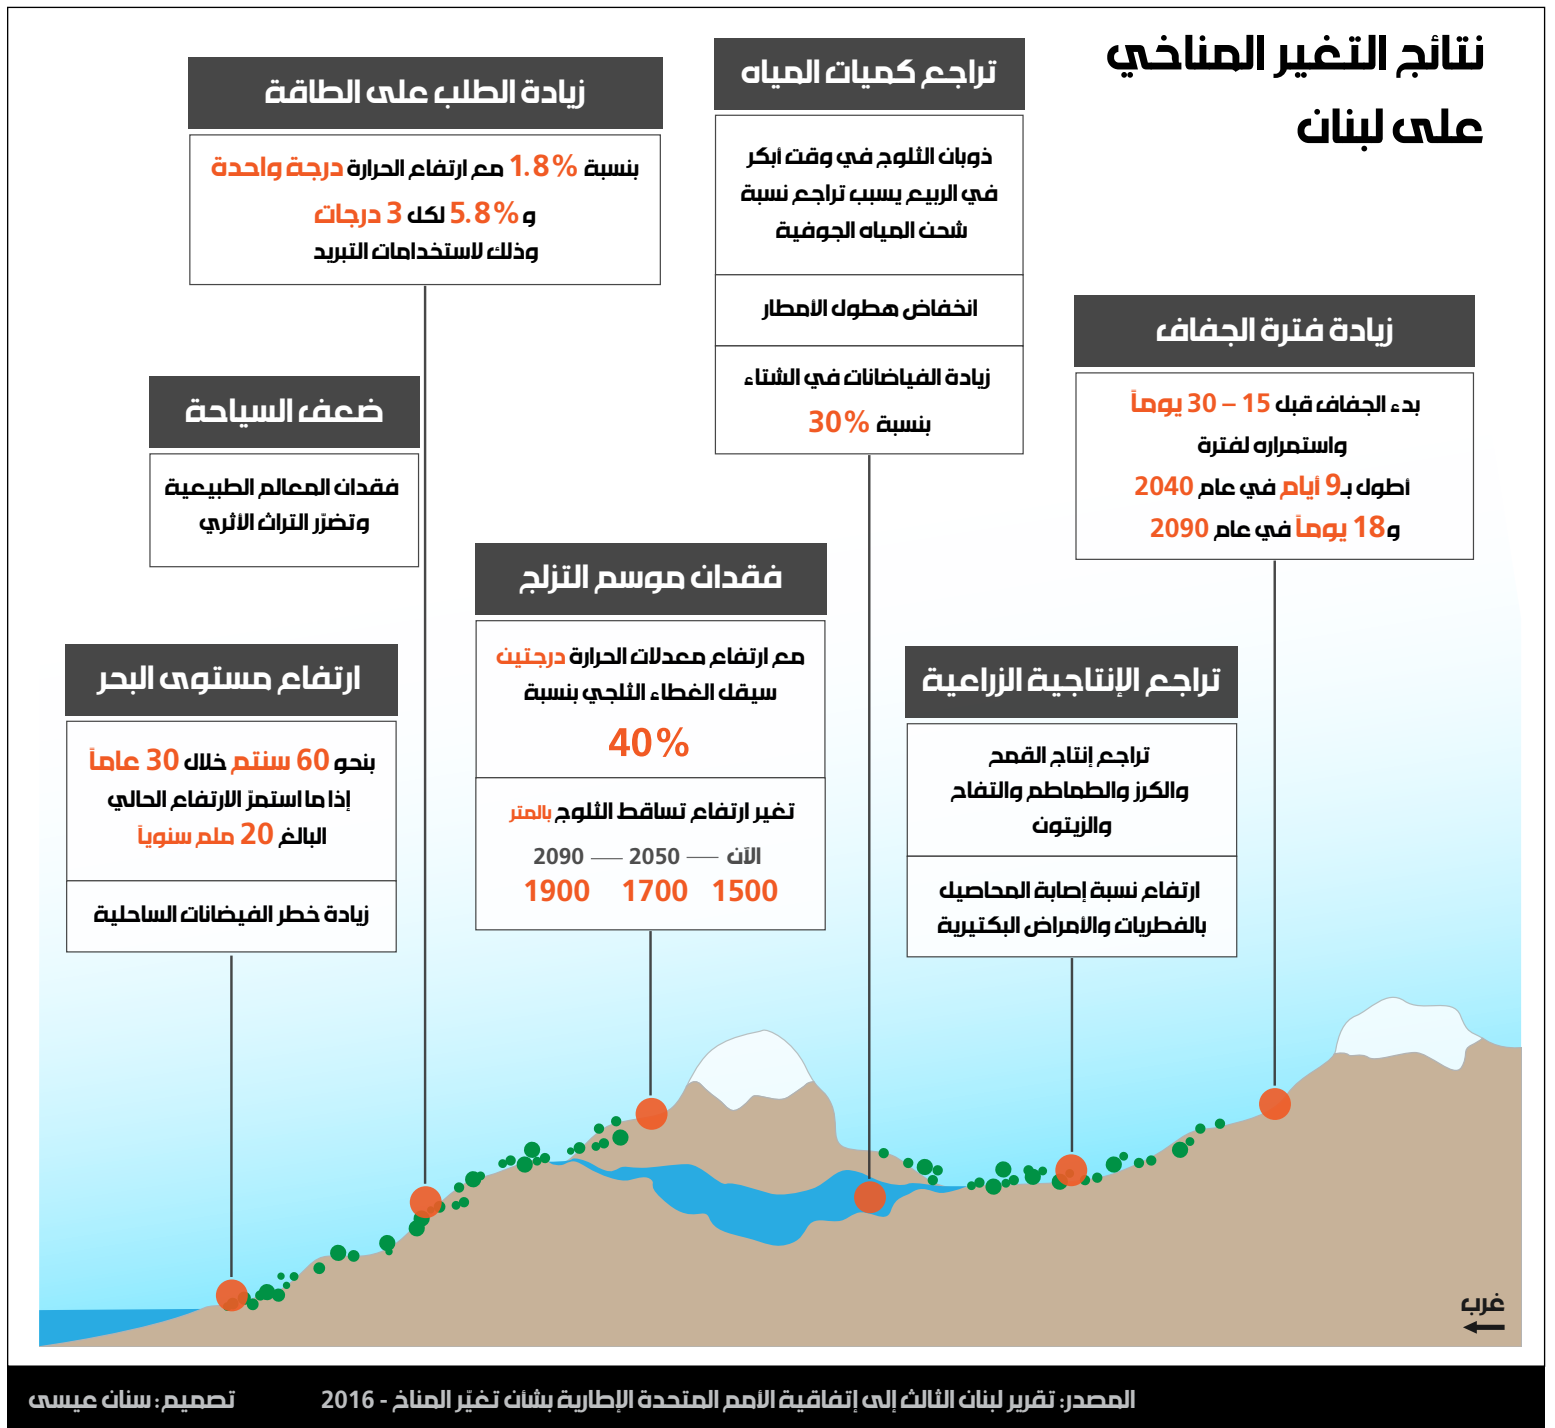 نتائج التغير المناخي
على لبنان
تراجع كميات المياه
ذوبان الثلوج في وقت أبكر
في الربيع يسبب تراجع نسبة
شحن المياه الجوفية
انخفاض هطول الأمطار
زيادة الفياضانات في الشتاء
بنسبة 30%
زيادة الطلب على الطاقة
بنسبة 1.8% مع ارتفاع الحرارة درجة واحدة
و 5.8% لكل 3 درجات
وذلك لاستخدامات التبريد
زيادة فترة الجفاف
بدء الجفاف قبل 15 – 30 يوماً
واستمراره لفترة
أطول بـ9 أيام في عام 2040
و18 يوماً في عام 2090
ضعف السياحة
فقدان المعالم الطبيعية
وتضرّر التراث الأثري
فقدان موسم التزلج
مع ارتفاع معدلات الحرارة درجتين
سيقل الغطاء الثلجي بنسبة
40%
تغير ارتفاع تساقط الثلوج بالمتر
الآن — 2050 — 2090
1500 1700 1900
تراجع الإنتاجية الزراعية
تراجع إنتاج القمح
والكرز والطماطم والتفاح
والزيتون
ارتفاع نسبة إصابة المحاصيل
بالفطريات والأمراض البكتيرية
ارتفاع مستوى البحر
بنحو 60 سنتم خلال 30 عاماً
إذا ما استمرّ الارتفاع الحالي
البالغ 20 ملم سنوياً
زيادة خطر الفيضانات الساحلية
غرب
المصدر: تقرير لبنان الثالث إلى إتفاقية الأمم المتحدة الإطارية بشأن تغيّر المناخ - 2016
تصميم: سنان عيسى